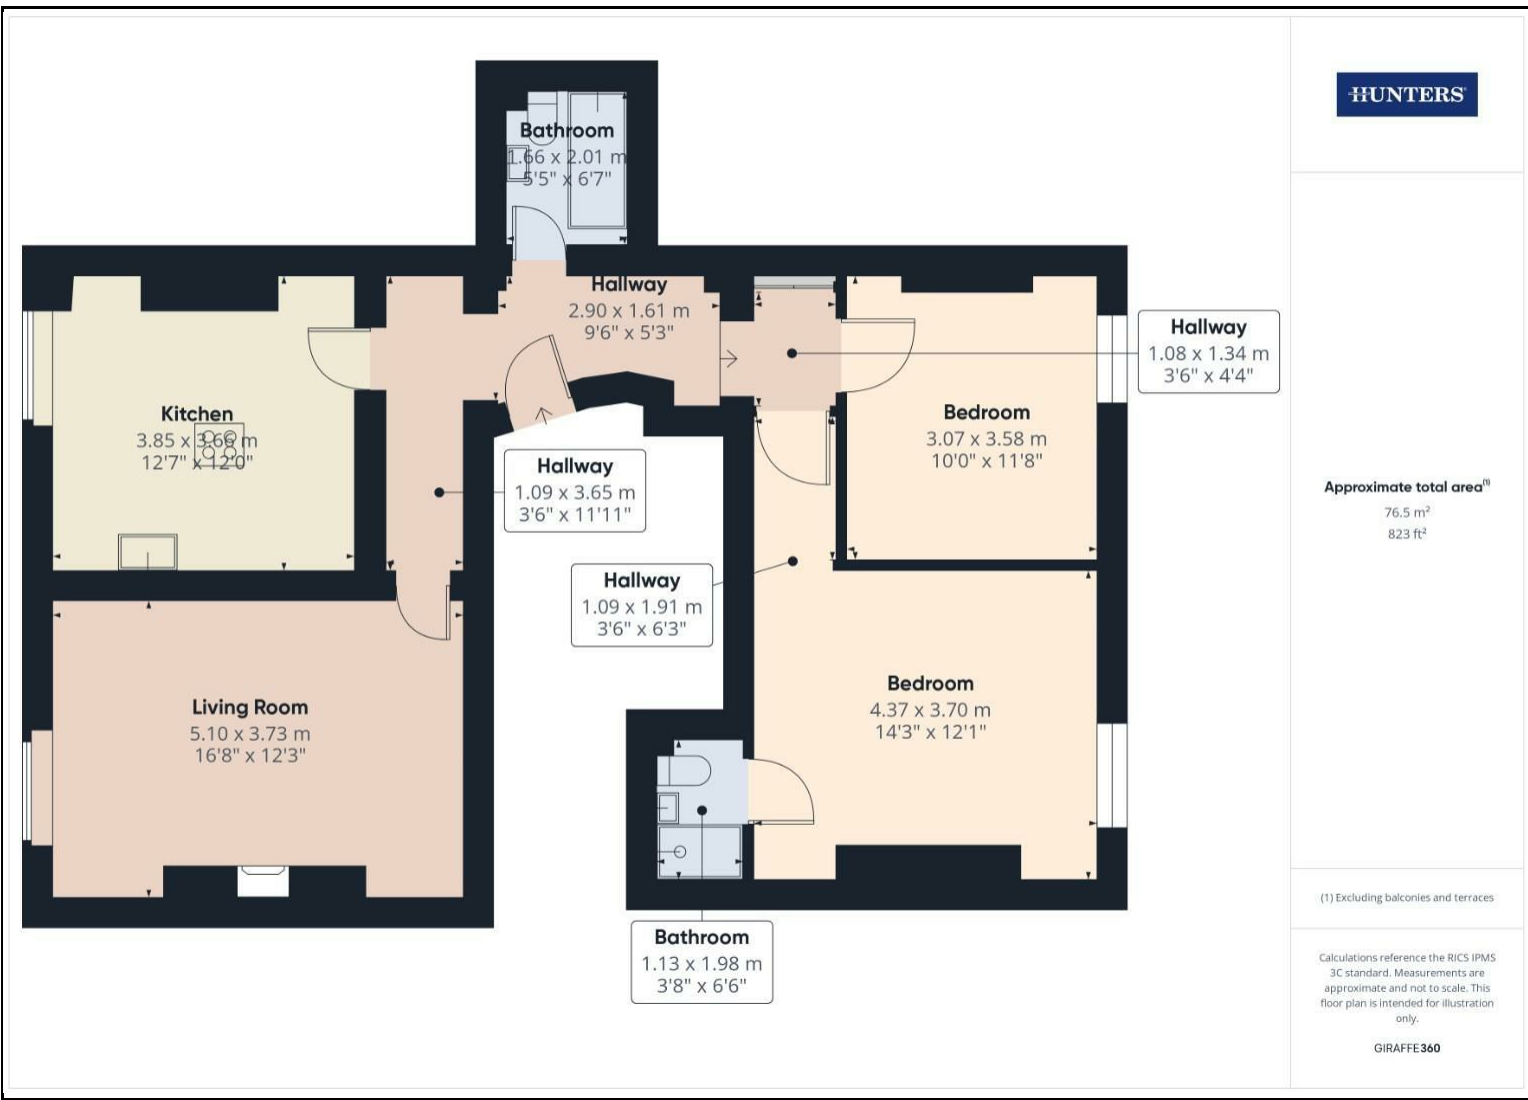 Bathroom
1.66 x 2.01 m
5'5" x 6'7"
Hallway
2.90 x 1.61 m
9'6" x 5'3"
Hallway
1.08 x 1.34 m
3'6" x 4'4"
Kitchen
3.85 x 3.66 m
12'7" x 12'0"
Bedroom
3.07 x 3.58 m
10'0" x 11'8"
Hallway
1.09 x 3.65 m
3'6" x 11'11"
Hallway
1.09 x 1.91 m
3'6" x 6'3"
Living Room
5.10 x 3.73 m
16'8" x 12'3"
Bedroom
4.37 x 3.70 m
14'3" x 12'1"
Bathroom
1.13 x 1.98 m
3'8" x 6'6"
HUNTERS
Approximate total area(1)
76.5 m²
823 ft²
(1) Excluding balconies and terraces
Calculations reference the RICS IPMS
3C standard. Measurements are
approximate and not to scale. This
floor plan is intended for illustration
only.
GIRAFFE360